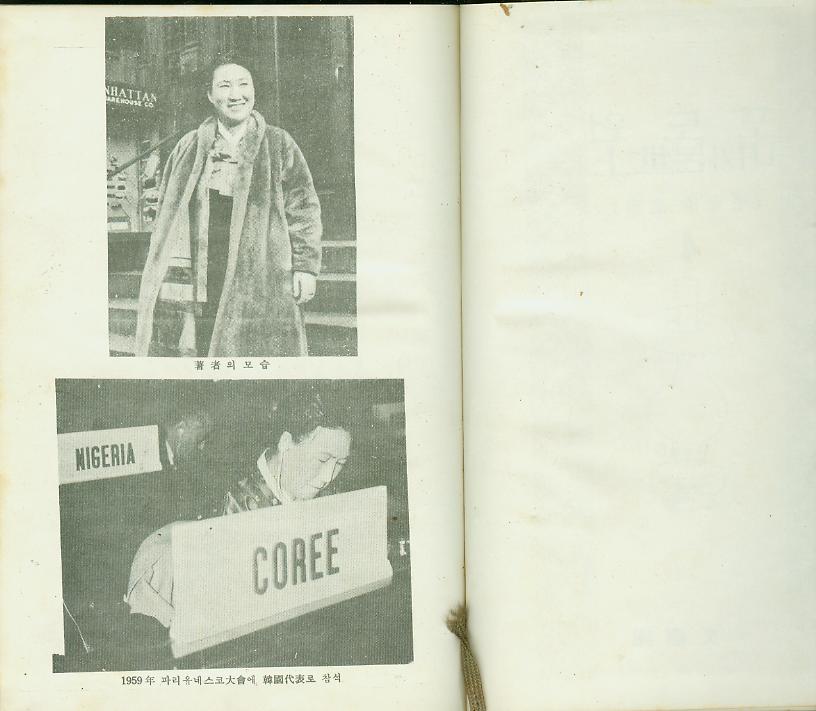 NHATTAN
AREHOUSE CO.
著者의 모습
NIGERIA
COREE
1959年 파리유네스코大會에 韓國代表로 참석